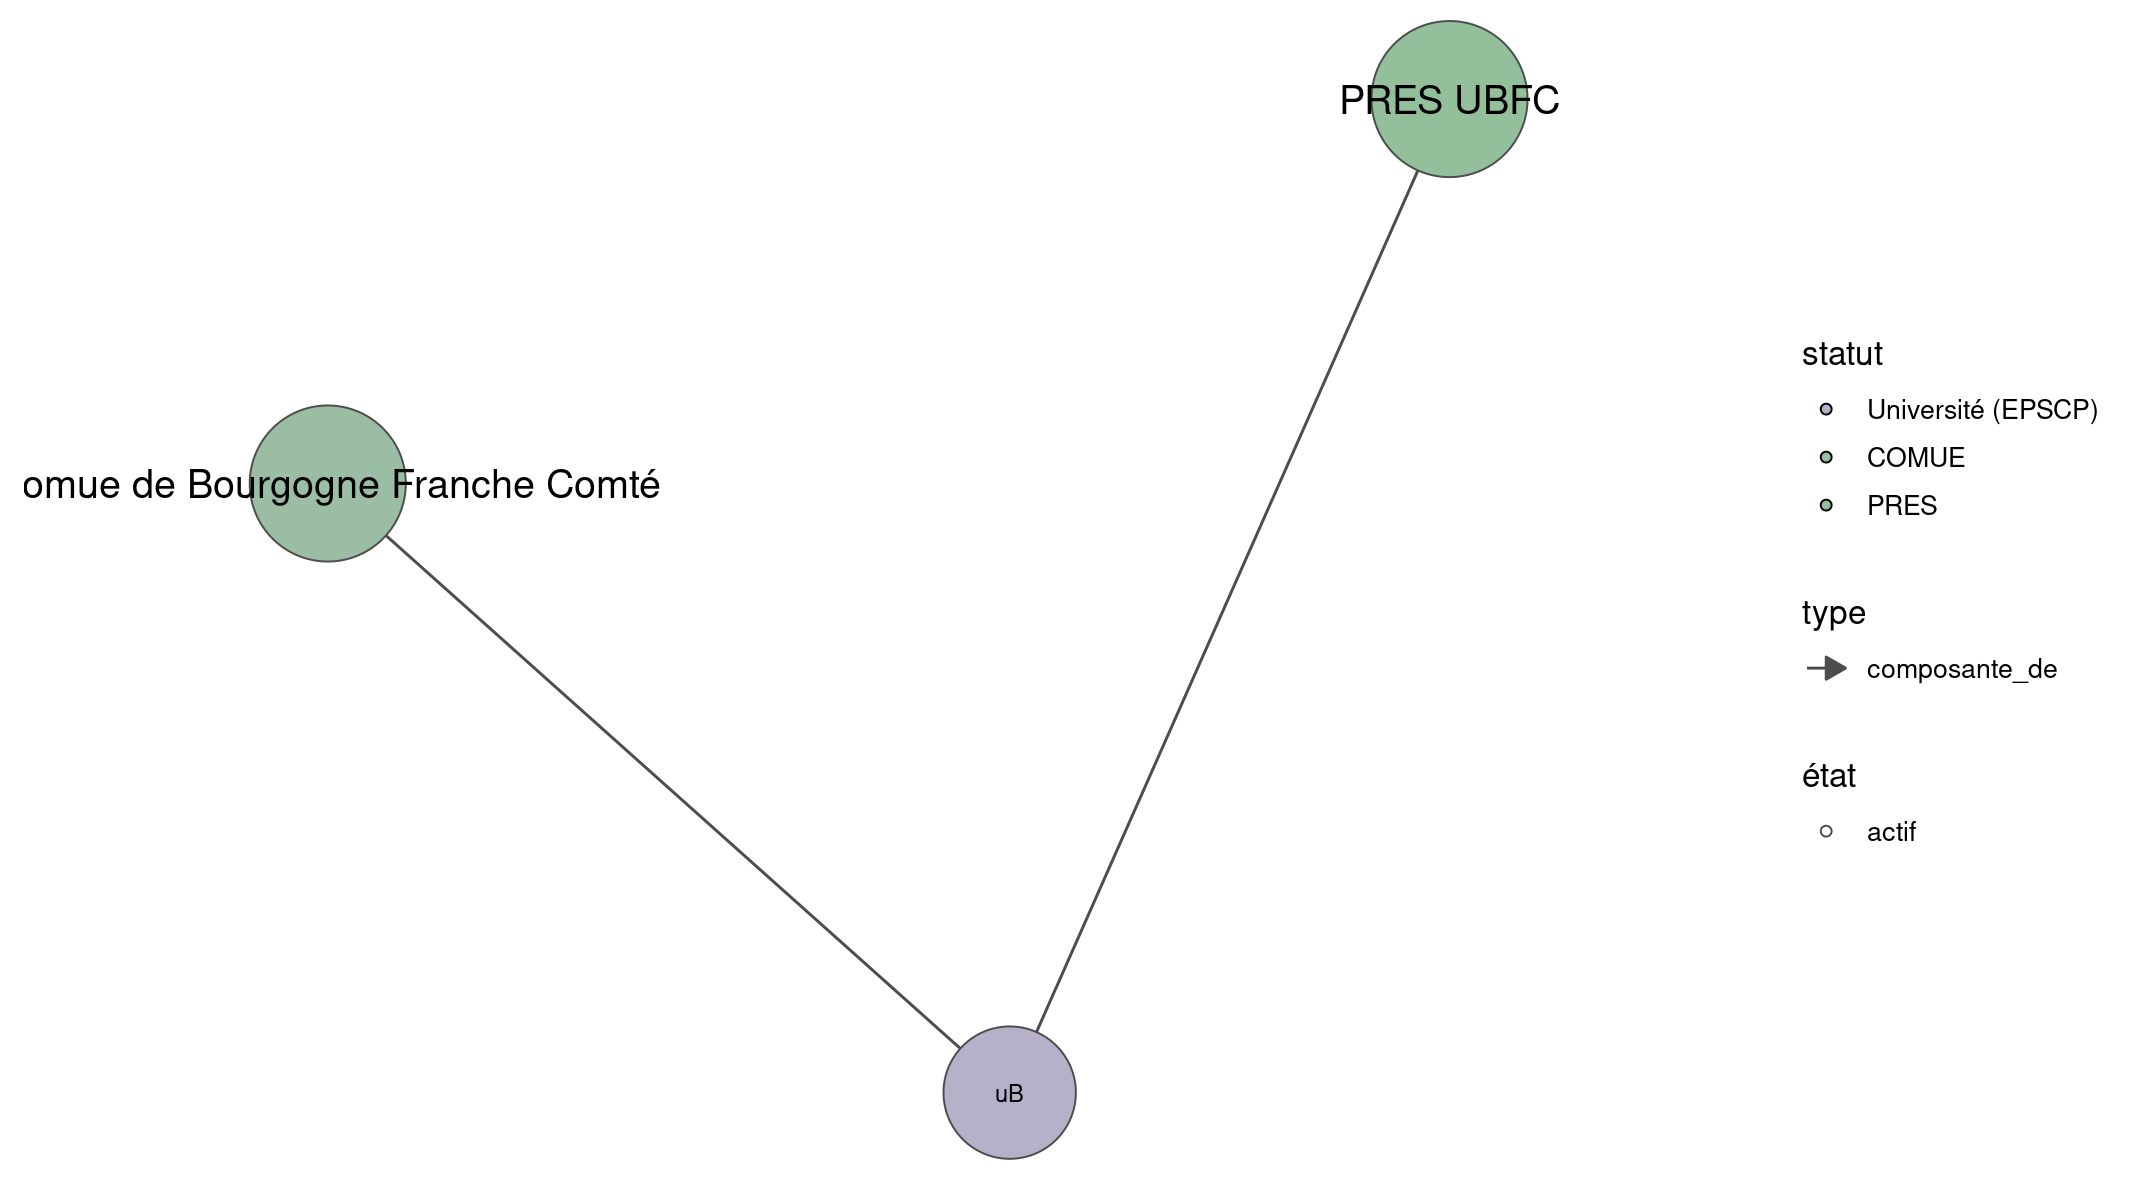 PRES UBFC
omue de Bourgogne Franche Comté
uB
statut
Université (EPSCP)
COMUE
PRES
type
composante_de
état
actif